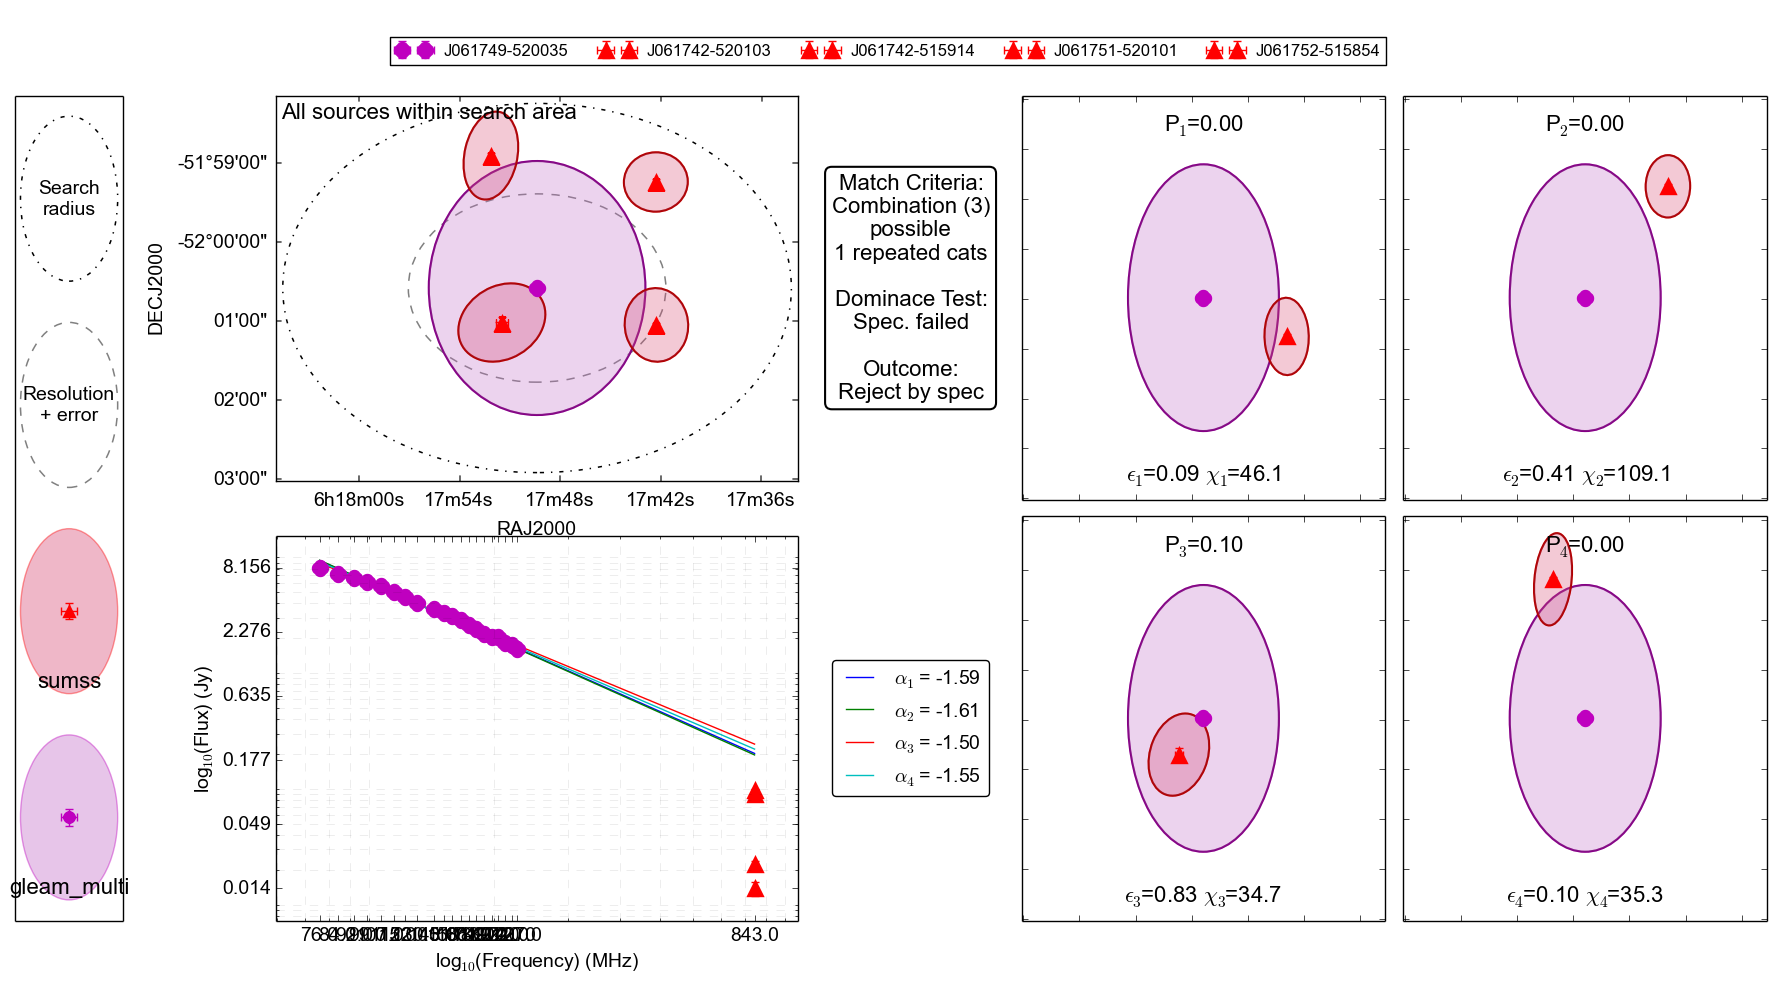 J061749-520035 J061742-520103 J061742-515914 J061751-520101 J061752-515854
Search
radius
Resolution
+ error
sumss
gleam_multi
All sources within search area
DECJ2000
-51°59'00"
-52°00'00"
01'00"
02'00"
03'00"
6h18m00s 17m54s 17m48s 17m42s 17m36s
RAJ2000
Match Criteria:
Combination (3)
possible
1 repeated cats
Dominace Test:
Spec. failed
Outcome:
Reject by spec
P1=0.00
ϵ1=0.09 χ1=46.1
P2=0.00
ϵ2=0.41 χ2=109.1
P3=0.10
ϵ3=0.83 χ3=34.7
P4=0.00
ϵ4=0.10 χ4=35.3
log10(Flux) (Jy)
8.156
2.276
0.635
0.177
0.049
0.014
843.0
log10(Frequency) (MHz)
α1 = -1.59
α2 = -1.61
α3 = -1.50
α4 = -1.55